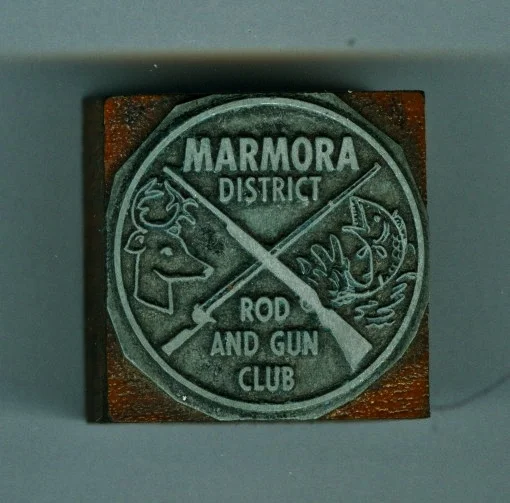 MARMORA
DISTRICT
ROD
AND GUN
CLUB